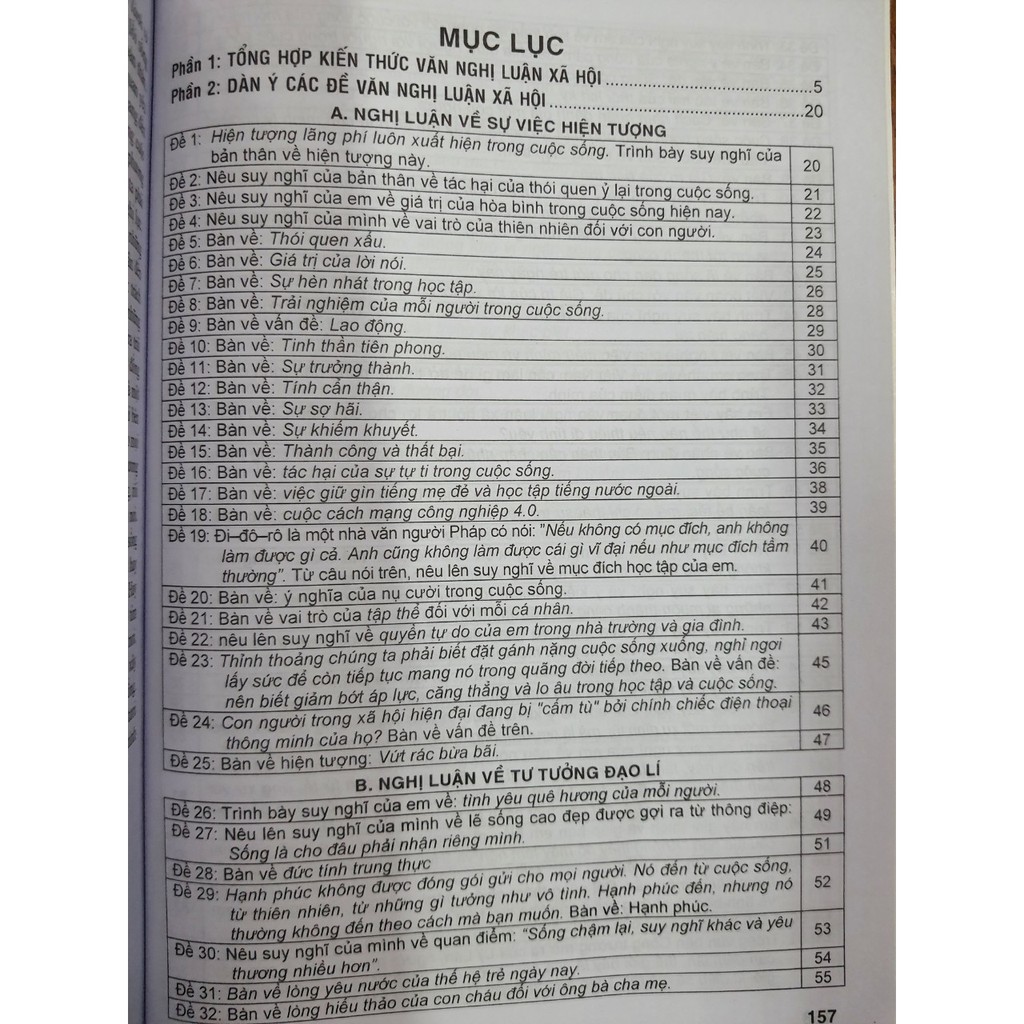 MỤC LỤC
Phần 1: TỔNG HỢP KIẾN THỨC VĂN NGHỊ LUẬN XÃ HỘI ..........5
Phần 2: DÀN Ý CÁC ĐỀ VĂN NGHỊ LUẬN XÃ HỘI ..........20
A. NGHỊ LUẬN VỀ SỰ VIỆC HIỆN TƯỢNG
Đề 1: Hiện tượng lãng phí luôn xuất hiện trong cuộc sống. Trình bày suy nghĩ của
bản thân về hiện tượng này. 20
Đề 2: Nêu suy nghĩ của bản thân về tác hại của thói quen ỷ lại trong cuộc sống. 21
Đề 3: Nêu suy nghĩ của em về giá trị của hòa bình trong cuộc sống hiện nay. 22
Đề 4: Nêu suy nghĩ của mình về vai trò của thiên nhiên đối với con người. 23
Đề 5: Bàn về: Thói quen xấu. 24
Đề 6: Bàn về: Giá trị của lời nói. 25
Đề 7: Bàn về: Sự hèn nhát trong học tập. 26
Đề 8: Bàn về: Trải nghiệm của mỗi người trong cuộc sống. 28
Đề 9: Bàn về vấn đề: Lao động. 29
Đề 10: Bàn về: Tinh thần tiên phong. 30
Đề 11: Bàn về: Sự trưởng thành. 31
Đề 12: Bàn về: Tính cẩn thận. 32
Đề 13: Bàn về: Sự sợ hãi. 33
Đề 14: Bàn về: Sự khiếm khuyết. 34
Đề 15: Bàn về: Thành công và thất bại. 35
Đề 16: Bàn về: tác hại của sự tự ti trong cuộc sống. 36
Đề 17: Bàn về: việc giữ gìn tiếng mẹ đẻ và học tập tiếng nước ngoài. 38
Đề 18: Bàn về: cuộc cách mạng công nghiệp 4.0. 39
Đề 19: Đi–đô–rô là một nhà văn người Pháp có nói: "Nếu không có mục đích, anh không
làm được gì cả. Anh cũng không làm được cái gì vĩ đại nếu như mục đích tầm
thường". Từ câu nói trên, nêu lên suy nghĩ về mục đích học tập của em. 40
Đề 20: Bàn về: ý nghĩa của nụ cười trong cuộc sống. 41
Đề 21: Bàn về vai trò của tập thể đối với mỗi cá nhân. 42
Đề 22: nêu lên suy nghĩ về quyền tự do của em trong nhà trường và gia đình. 43
Đề 23: Thỉnh thoảng chúng ta phải biết đặt gánh nặng cuộc sống xuống, nghỉ ngơi
lấy sức để còn tiếp tục mang nó trong quãng đời tiếp theo. Bàn về vấn đề:
nên biết giảm bớt áp lực, căng thẳng và lo âu trong học tập và cuộc sống. 45
Đề 24: Con người trong xã hội hiện đại đang bị "cầm tù" bởi chính chiếc điện thoại
thông minh của họ? Bàn về vấn đề trên. 46
Đề 25: Bàn về hiện tượng: Vứt rác bừa bãi. 47
B. NGHỊ LUẬN VỀ TƯ TƯỞNG ĐẠO LÍ
Đề 26: Trình bày suy nghĩ của em về: tình yêu quê hương của mỗi người. 48
Đề 27: Nêu lên suy nghĩ của mình về lẽ sống cao đẹp được gợi ra từ thông điệp:
Sống là cho đâu phải nhận riêng mình. 49
Đề 28: Bàn về đức tính trung thực 51
Đề 29: Hạnh phúc không được đóng gói gửi cho mọi người. Nó đến từ cuộc sống,
từ thiên nhiên, từ những gì tưởng như vô tình. Hạnh phúc đến, nhưng nó
thường không đến theo cách mà bạn muốn. Bàn về: Hạnh phúc. 52
Đề 30: Nêu suy nghĩ của mình về quan điểm: "Sống chậm lại, suy nghĩ khác và yêu
thương nhiều hơn". 53
Đề 31: Bàn về lòng yêu nước của thế hệ trẻ ngày nay. 54
Đề 32: Bàn về lòng hiếu thảo của con cháu đối với ông bà cha mẹ. 55
157